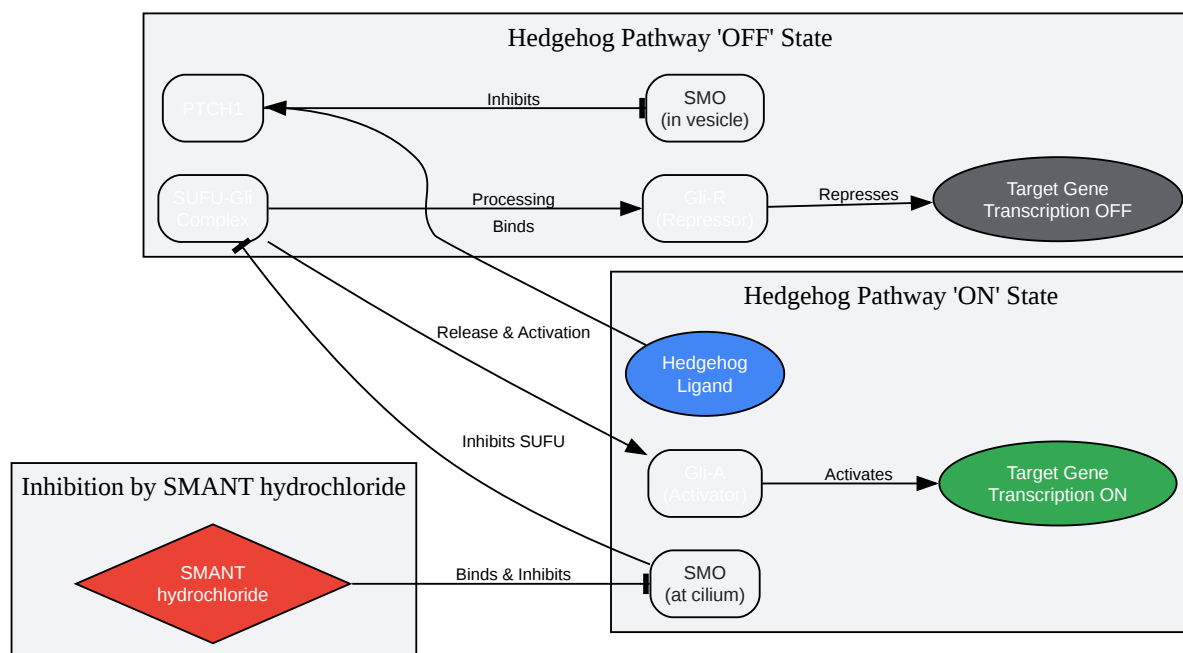 Hedgehog Pathway 'OFF' State
PTCH1
Inhibits
SMO
(in vesicle)
SUFU-Gli
Complex
Processing
Gli-R
(Repressor)
Represses
Target Gene
Transcription OFF
Binds
Hedgehog Pathway 'ON' State
Release & Activation
Hedgehog
Ligand
Inhibits SUFU
Gli-A
(Activator)
Activates
Target Gene
Transcription ON
Inhibition by SMANT hydrochloride
SMANT
hydrochloride
Binds & Inhibits
SMO
(at cilium)